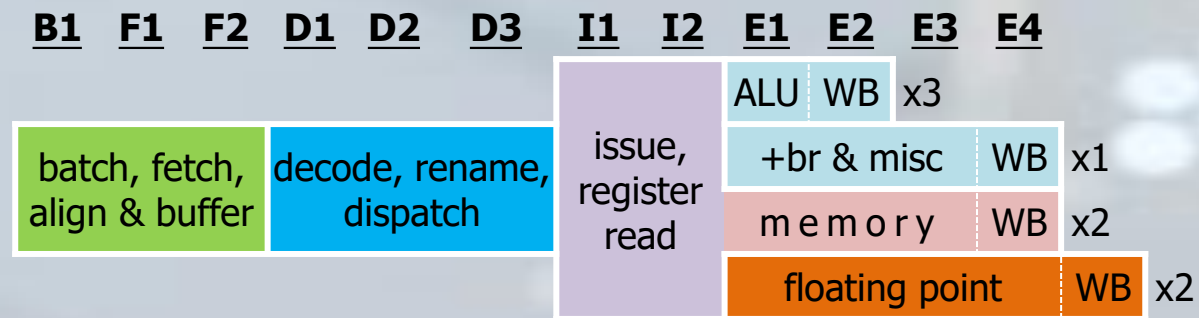 B1 F1 F2 D1 D2 D3 I1 I2 E1 E2 E3 E4
ALU WB x3
batch, fetch,
align & buffer
decode, rename,
dispatch
issue,
register
read
+br & misc WB x1
memory WB x2
floating point WB x2